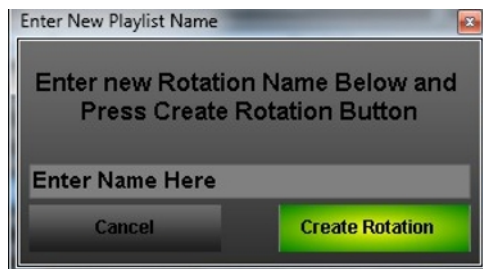 Enter New Playlist Name
Enter new Rotation Name Below and
Press Create Rotation Button
Enter Name Here
Cancel
Create Rotation